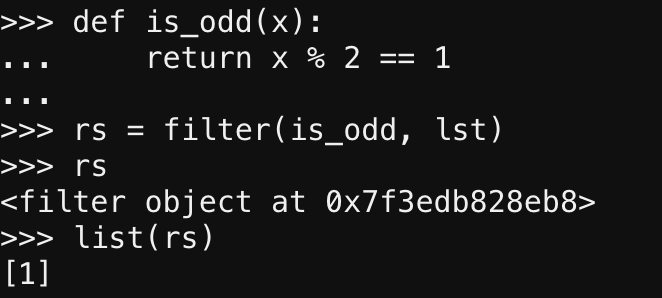 >>> def is_odd(x):
...     return x % 2 == 1
...
>>> rs = filter(is_odd, lst)
>>> rs
<filter object at 0x7f3edb828eb8>
>>> list(rs)
[1]